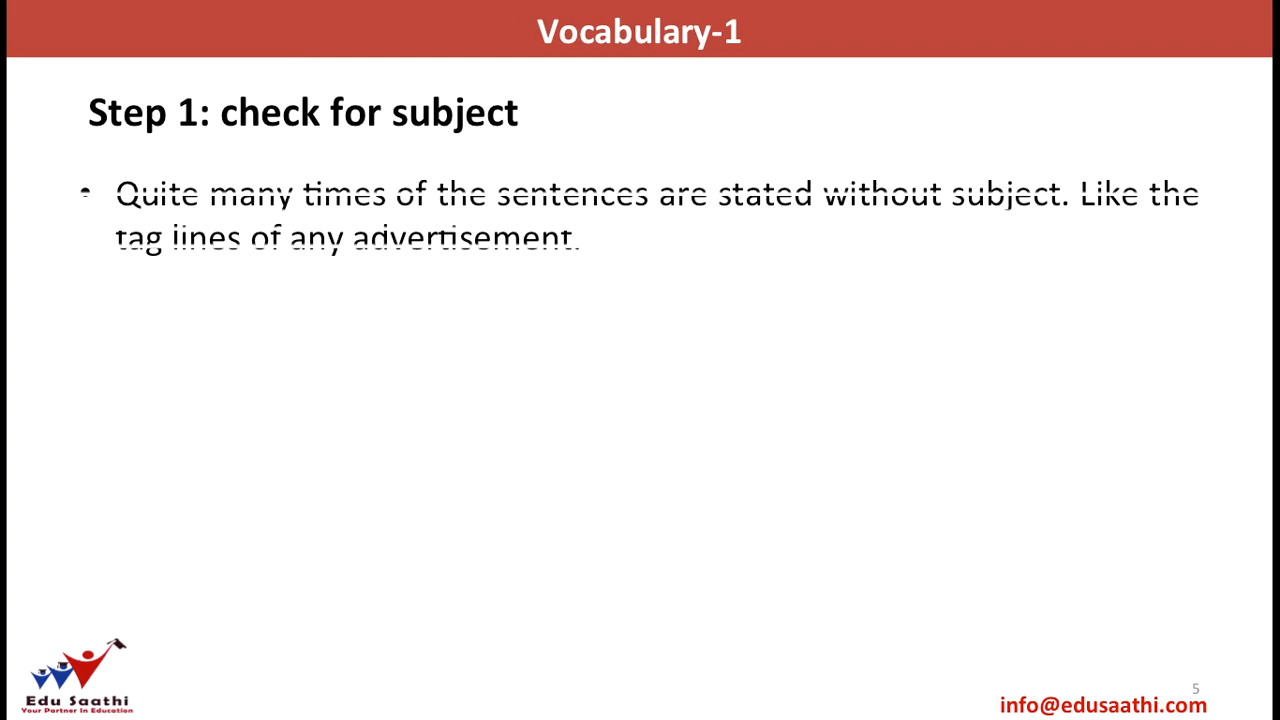 Vocabulary-1
Step 1: check for subject
• Quite many times of the sentences are stated without subject. Like the
tag lines of any advertisement.
Edu Saathi
Your Partner In Education
5
info@edusaathi.com